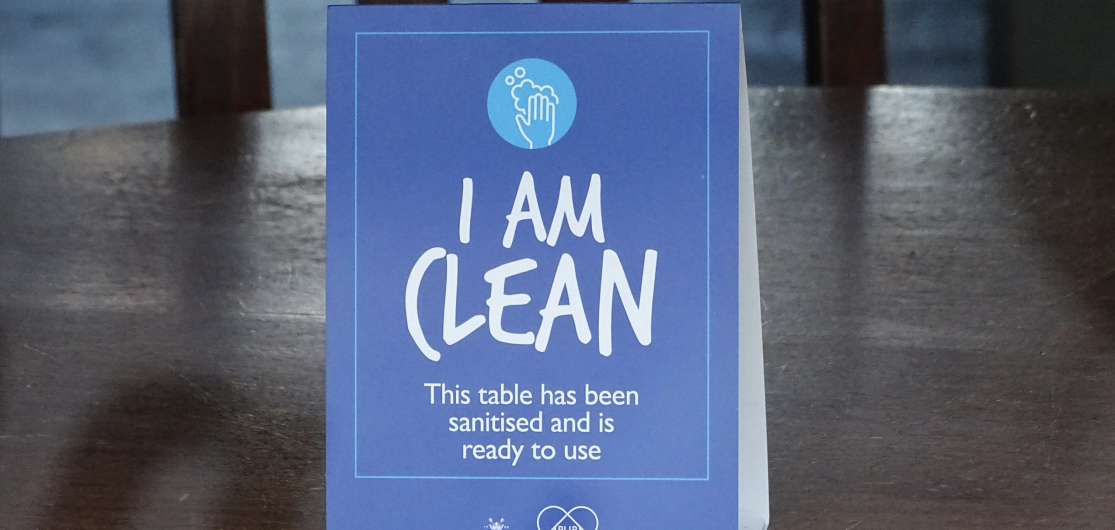 I AM
CLEAN
This table has been
sanitised and is
ready to use